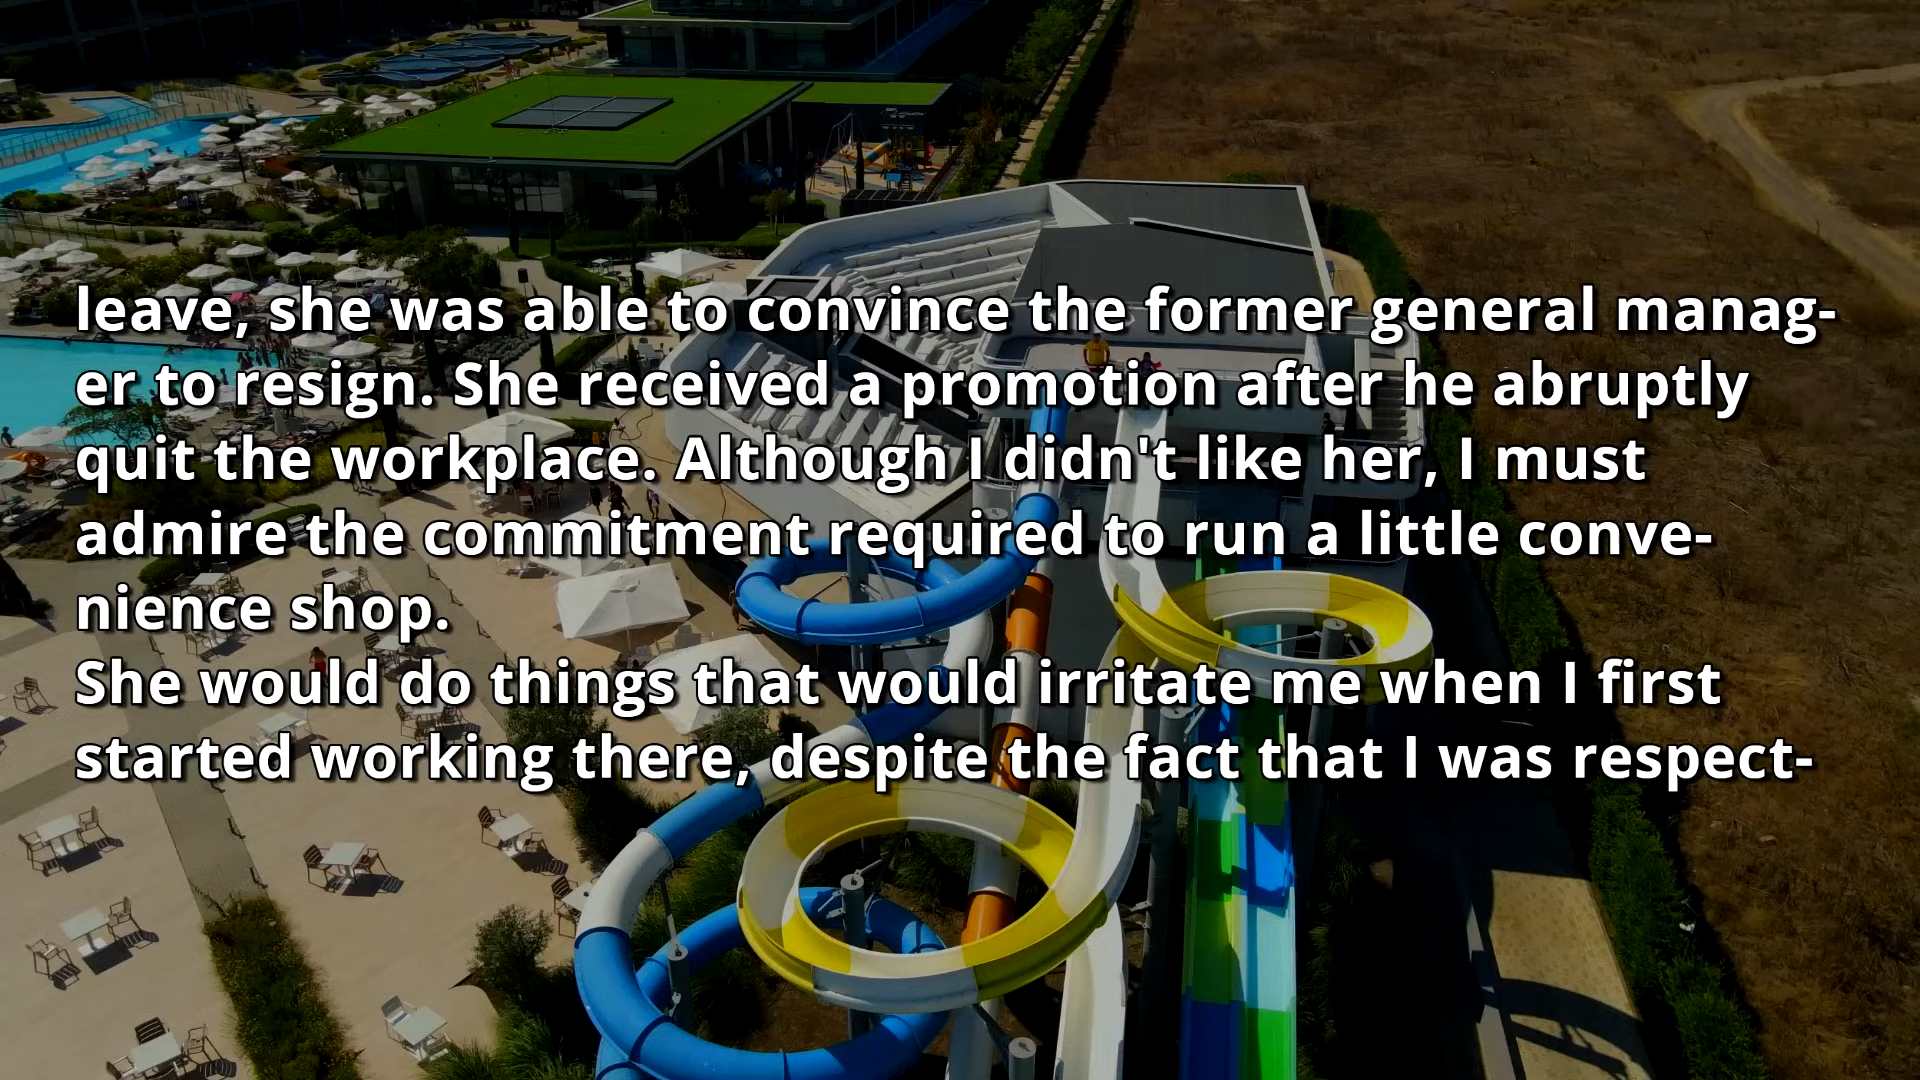 leave, she was able to convince the former general manag-
er to resign. She received a promotion after he abruptly
quit the workplace. Although I didn't like her, I must
admire the commitment required to run a little conve-
nience shop.
She would do things that would irritate me when I first
started working there, despite the fact that I was respect-